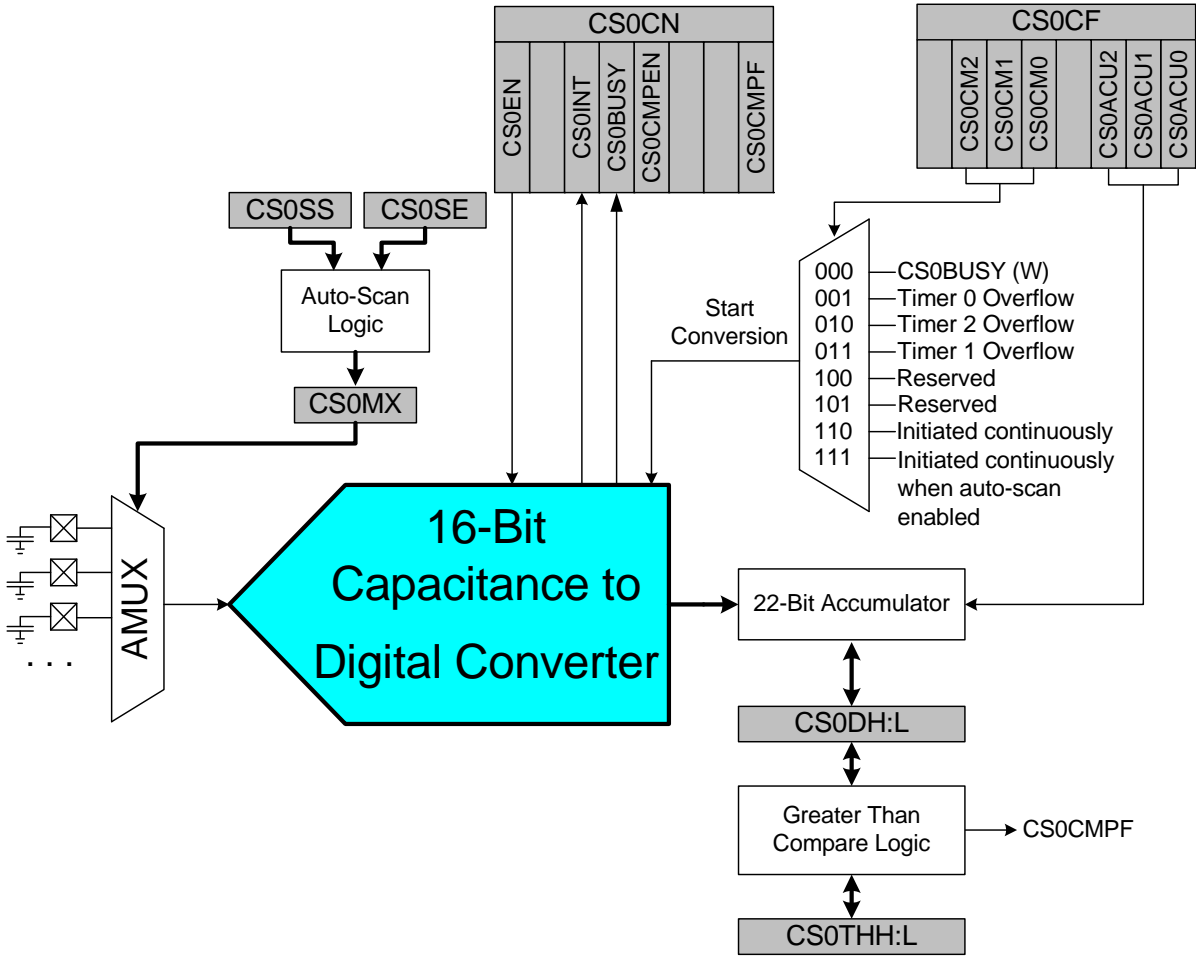 CS0CN
CS0EN
CS0INT
CS0BUSY
CS0CMPEN
CS0CMPF
CS0CF
CS0CM2
CS0CM1
CS0CM0
CS0ACU2
CS0ACU1
CS0ACU0
CS0SS
CS0SE
Auto-Scan
Logic
CS0MX
Start
Conversion
000 CS0BUSY (W)
001 Timer 0 Overflow
010 Timer 2 Overflow
011 Timer 1 Overflow
100 Reserved
101 Reserved
110 Initiated continuously
111 Initiated continuously
when auto-scan
enabled
AMUX
. . .
16-Bit
Capacitance to
Digital Converter
22-Bit Accumulator
CS0DH:L
Greater Than
Compare Logic
CS0CMPF
CS0THH:L